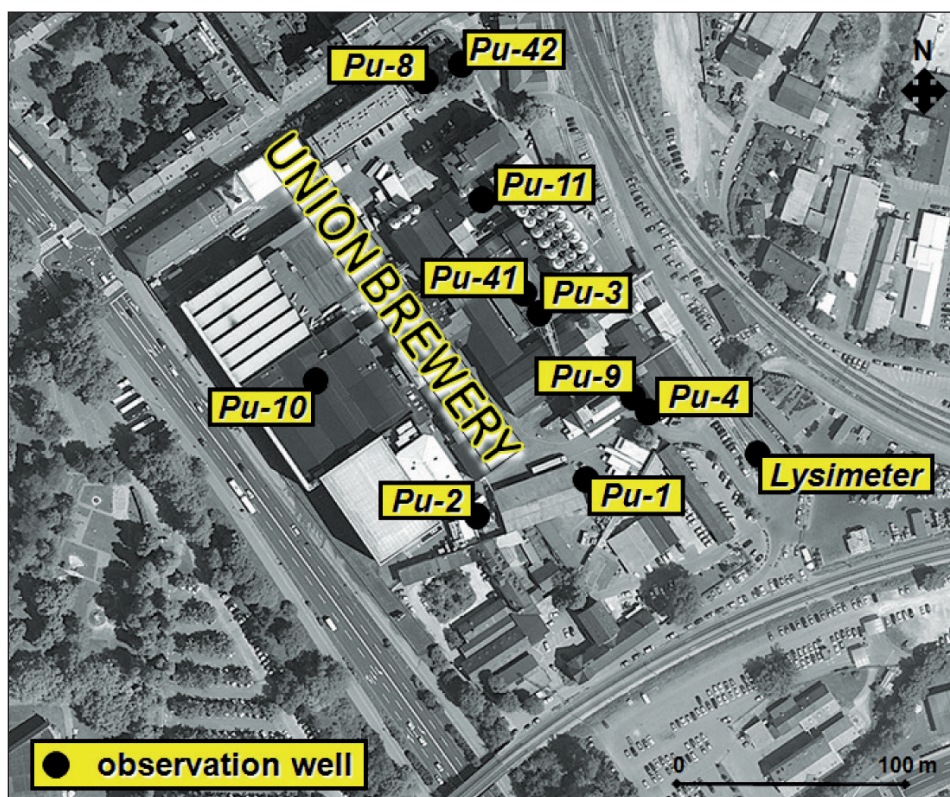 Pu-42
Pu-8
N
UNION BREWERY
Pu-11
Pu-41
Pu-3
Pu-9
Pu-4
Pu-10
Lysimeter
Pu-2
Pu-1
observation well
0 100 m